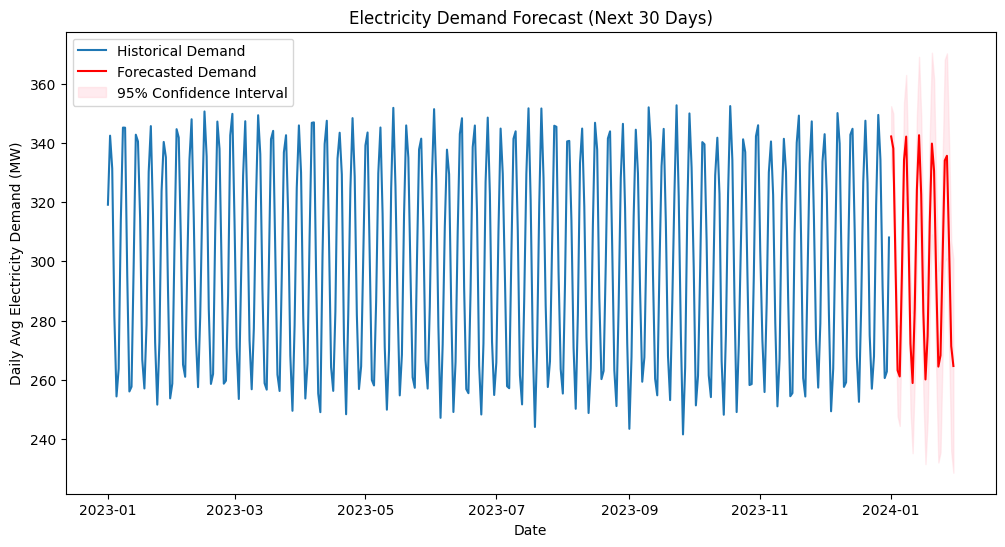 Electricity Demand Forecast (Next 30 Days)
Historical Demand
Forecasted Demand
95% Confidence Interval
Daily Avg Electricity Demand (MW)
360
340
320
300
280
260
240
2023-01
2023-03
2023-05
2023-07
2023-09
2023-11
2024-01
Date